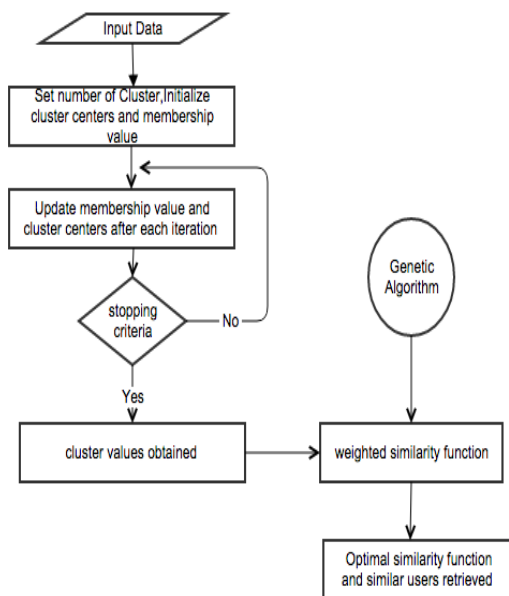 Input Data
Set number of Cluster,Initialize
cluster centers and membership
value
Update membership value and
cluster centers after each iteration
stopping
criteria
No
Yes
cluster values obtained
Genetic
Algorithm
weighted similarity function
Optimal similarity function
and similar users retrieved